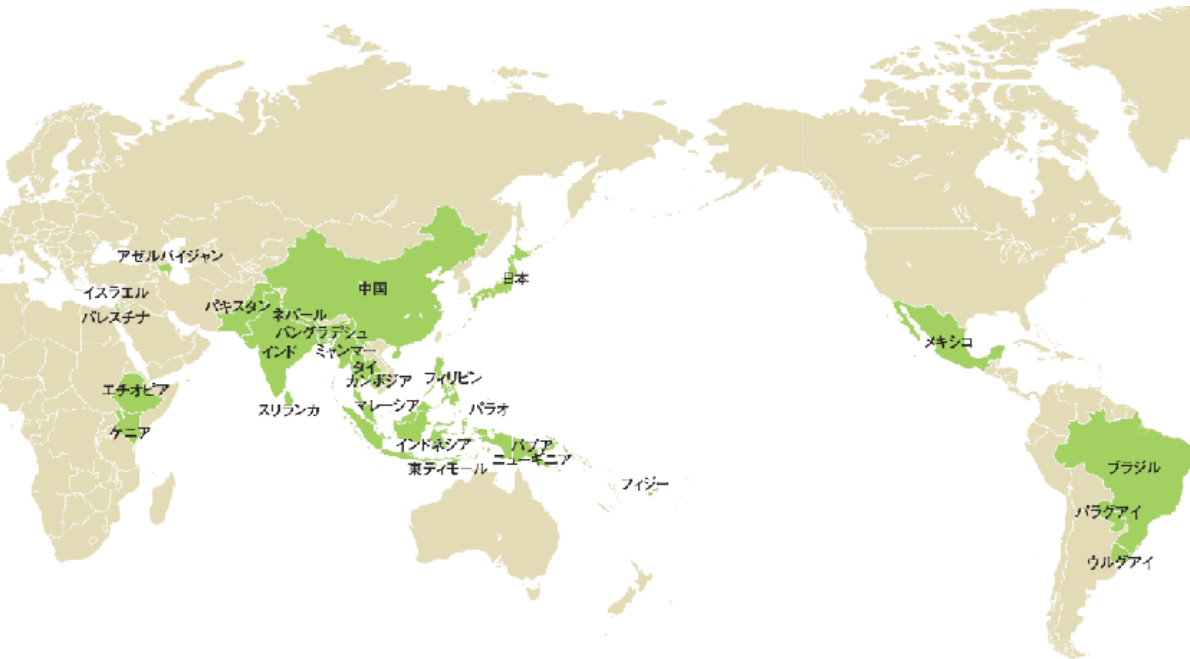 アゼルバイジャン
イスラエル
パレスチナ
パキスタン
ネパール
バングラデシュ
インド
ミャンマー
タイ
カンボジア
中国
日本
エチオピア
ケニア
スリランカ
フィリピン
マレーシア
パラオ
インドネシア
東ティモール
パプア
ニューギニア
フィジー
メキシコ
ブラジル
パラグアイ
ウルグアイ